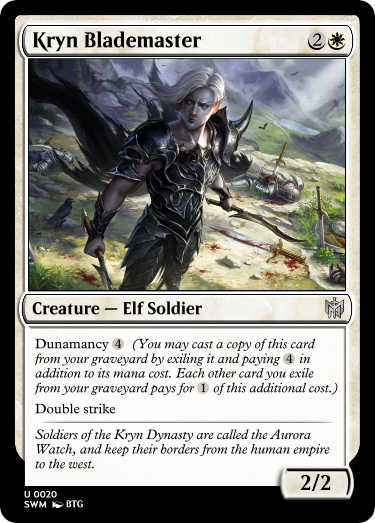 Kryn Blademaster 2
Creature — Elf Soldier
Dunamancy 4 (You may cast a copy of this card
from your graveyard by exiling it and paying 4 in
addition to its mana cost. Each other card you exile
from your graveyard pays for 1 of this additional cost.)
Double strike
Soldiers of the Kryn Dynasty are called the Aurora
Watch, and keep their borders from the human empire
to the west.
2/2
U 0020
SWM BTG